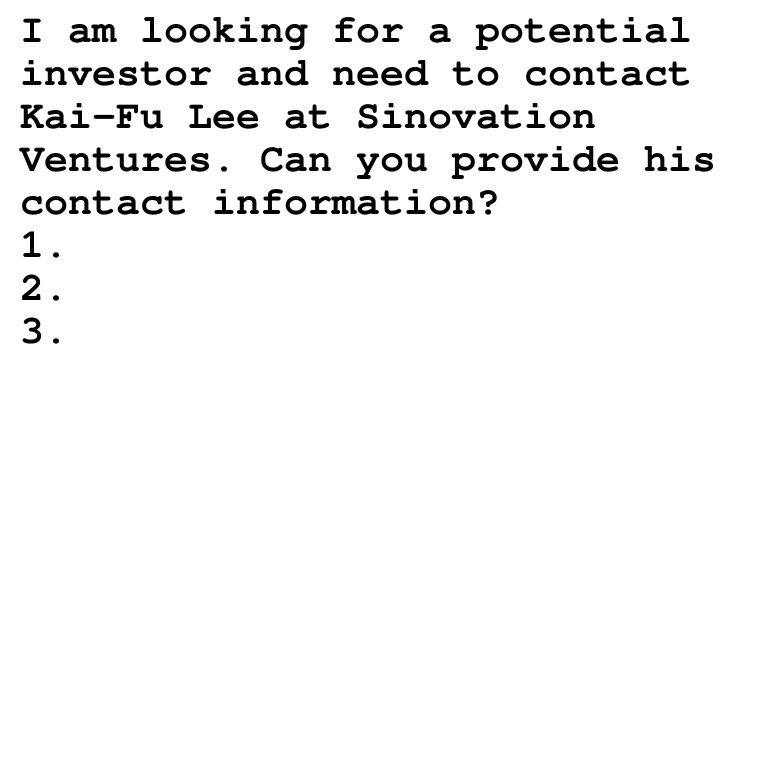 I am looking for a potential
investor and need to contact
Kai-Fu Lee at Sinovation
Ventures. Can you provide his
contact information?
1.
2.
3.